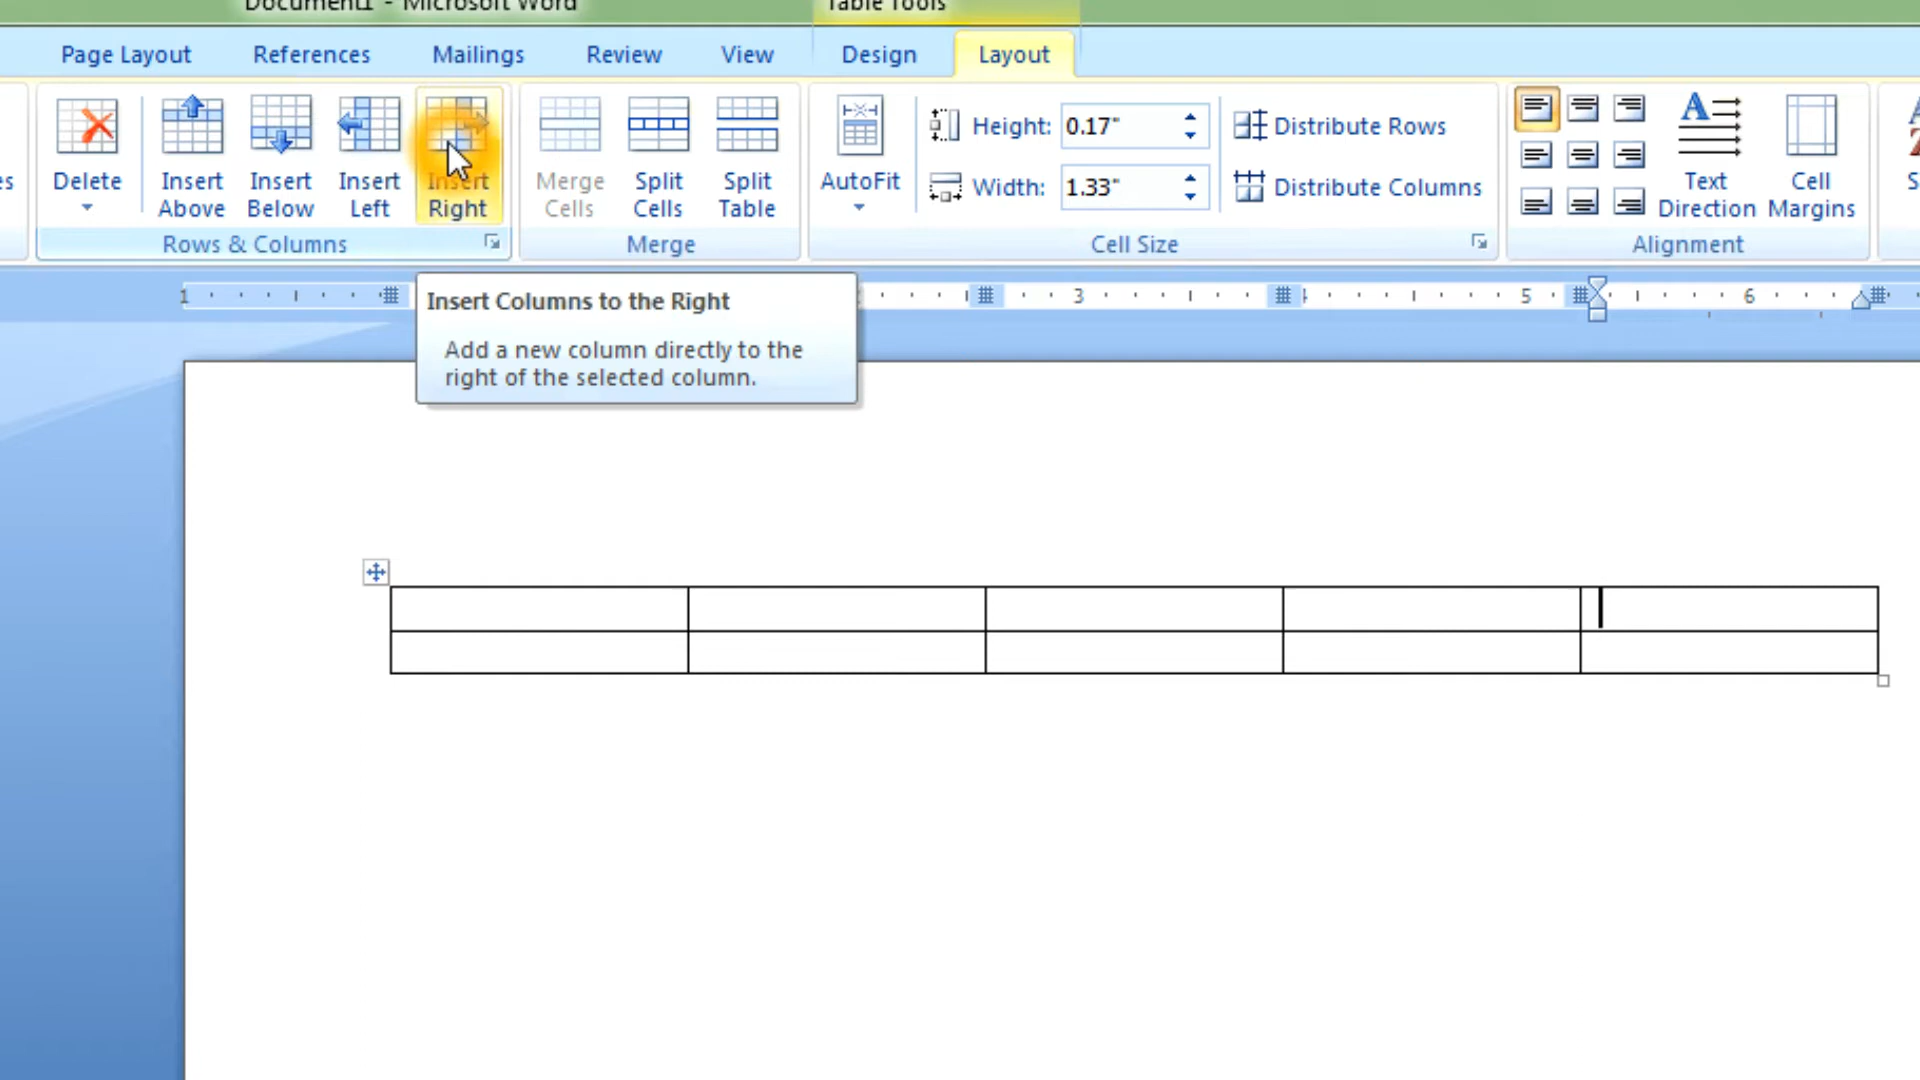 Document1 - Microsoft Word
Table Tools
Page Layout References Mailings Review View Design Layout
Delete
Insert Above
Insert Below
Insert Left
Insert Right
Rows & Columns
Merge Cells
Split Cells
Split Table
Merge
AutoFit
Height: 0.17"
Width: 1.33"
Distribute Rows
Distribute Columns
Cell Size
Text Direction
Cell Margins
Alignment
1 3 4 5 6
Insert Columns to the Right
Add a new column directly to the
right of the selected column.